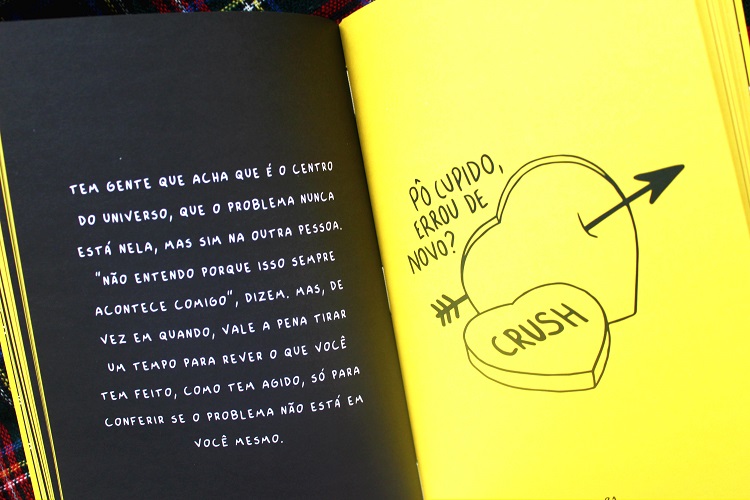 TEM GENTE QUE ACHA QUE É O CENTRO
DO UNIVERSO, QUE O PROBLEMA NUNCA
ESTÁ NELA, MAS SIM NA OUTRA PESSOA.
"NÃO ENTENDO PORQUE ISSO SEMPRE
ACONTECE COMIGO", DIZEM. MAS, DE
VEZ EM QUANDO, VALE A PENA TIRAR
UM TEMPO PARA REVER O QUE VOCÊ
TEM FEITO, COMO TEM AGIDO, SÓ PARA
CONFERIR SE O PROBLEMA NÃO ESTÁ EM
VOCÊ MESMO.
PÔ CUPIDO,
ERROU DE
NOVO?
CRUSH